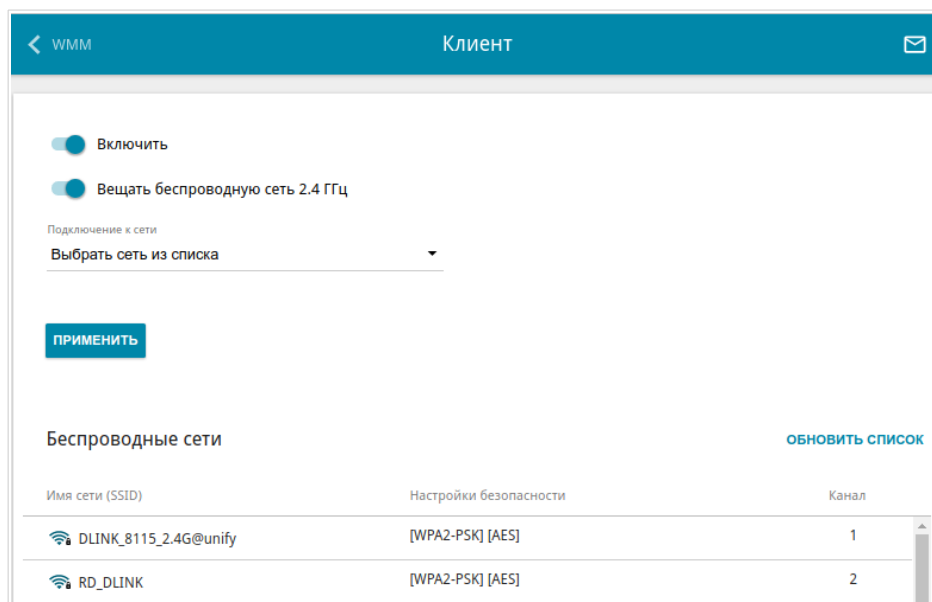 WMM Клиент
Включить
Вещать беспроводную сеть 2.4 ГГц
Подключение к сети
Выбрать сеть из списка
ПРИМЕНИТЬ
Беспроводные сети ОБНОВИТЬ СПИСОК
Имя сети (SSID) Настройки безопасности Канал
DLINK_8115_2.4G@unify [WPA2-PSK] [AES] 1
RD_DLINK [WPA2-PSK] [AES] 2